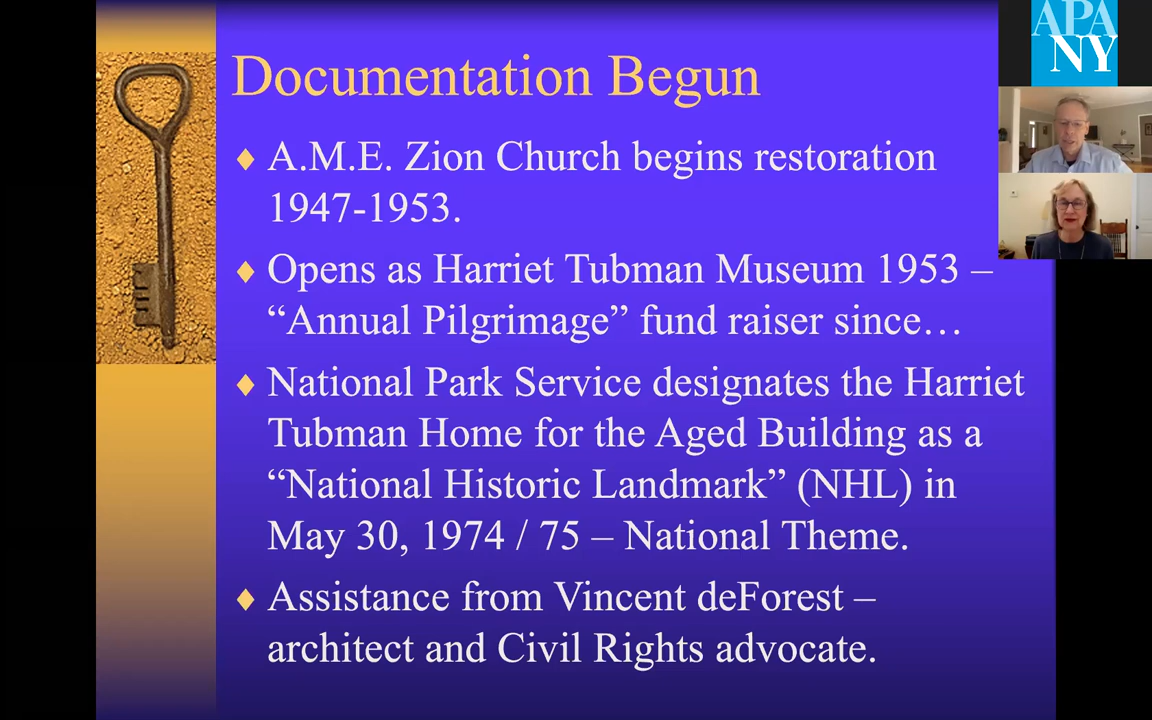 Documentation Begun
A.M.E. Zion Church begins restoration
1947-1953.
Opens as Harriet Tubman Museum 1953 –
“Annual Pilgrimage” fund raiser since…
National Park Service designates the Harriet
Tubman Home for the Aged Building as a
“National Historic Landmark” (NHL) in
May 30, 1974 / 75 – National Theme.
Assistance from Vincent deForest –
architect and Civil Rights advocate.
APA
NY